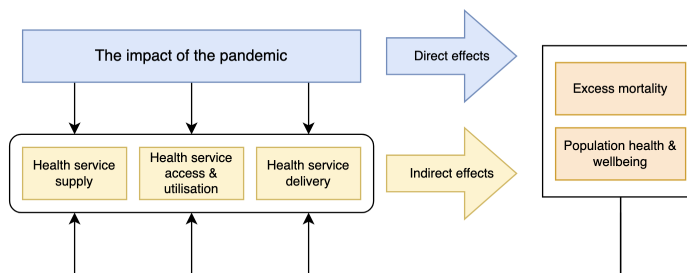 The impact of the pandemic
Direct effects
Excess mortality
Population health &
wellbeing
Health service
supply
Health service
access &
utilisation
Health service
delivery
Indirect effects